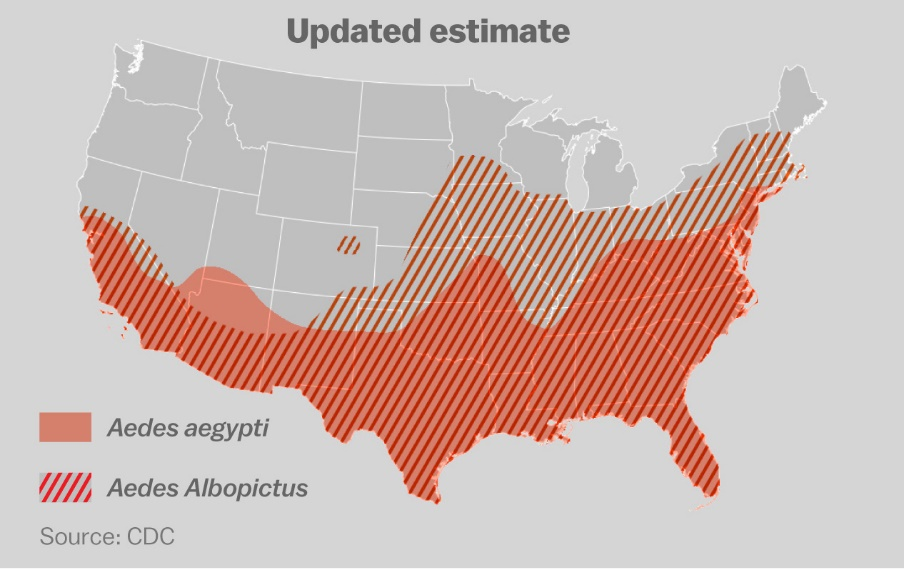 Updated estimate
Aedes aegypti
Aedes Albopictus
Source: CDC